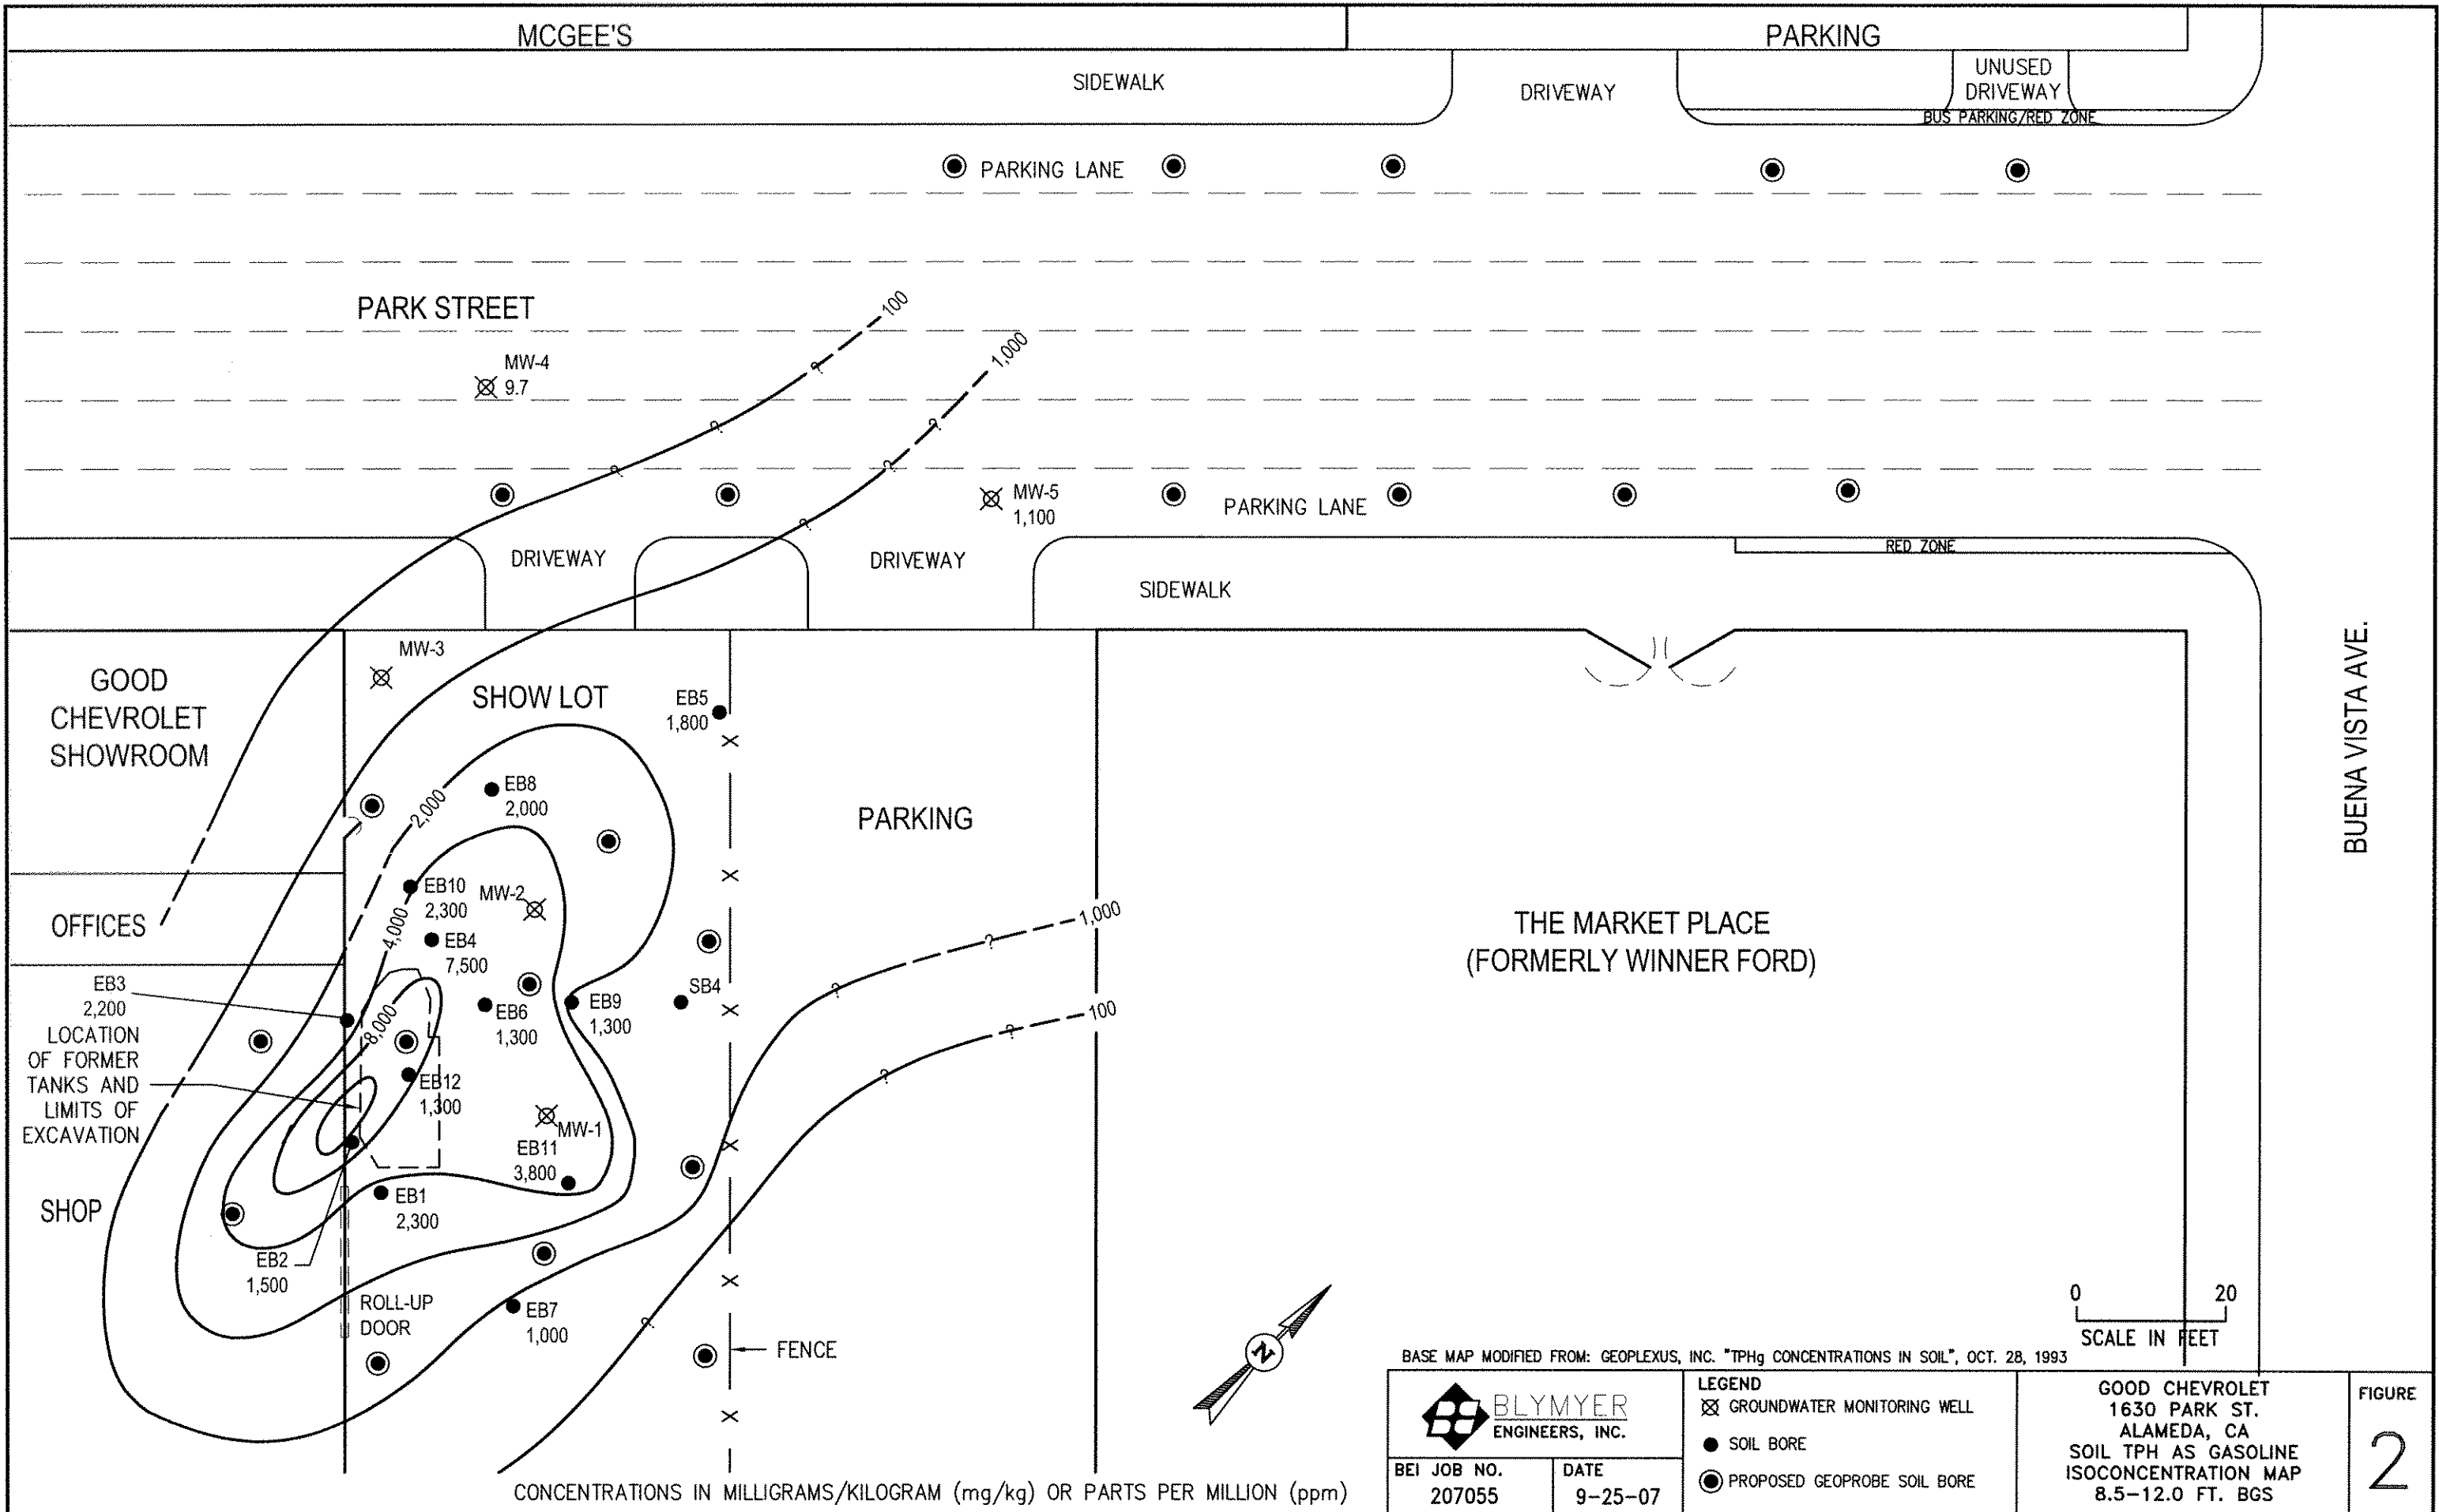 MCGEE'S
PARKING
SIDEWALK
DRIVEWAY
UNUSED
DRIVEWAY
BUS PARKING/RED ZONE
PARKING LANE
PARK STREET
100
1,000
?
?
?
?
?
?
MW-4
9.7
MW-5
1,100
PARKING LANE
DRIVEWAY
DRIVEWAY
RED ZONE
SIDEWALK
GOOD
CHEVROLET
SHOWROOM
MW-3
SHOW LOT
EB5
1,800
EB8
2,000
2,000
PARKING
BUENA VISTA AVE.
EB10
2,300
MW-2
4,000
EB4
7,500
OFFICES
1,000
?
?
THE MARKET PLACE
(FORMERLY WINNER FORD)
EB3
2,200
8,000
EB6
1,300
EB9
1,300
SB4
100
?
?
?
LOCATION
OF FORMER
TANKS AND
LIMITS OF
EXCAVATION
EB12
1,300
MW-1
EB11
3,800
SHOP
EB1
2,300
EB2
1,500
ROLL-UP
DOOR
EB7
1,000
FENCE
N
0 20
SCALE IN FEET
BASE MAP MODIFIED FROM: GEOPLEXUS, INC. "TPHg CONCENTRATIONS IN SOIL", OCT. 28, 1993
CONCENTRATIONS IN MILLIGRAMS/KILOGRAM (mg/kg) OR PARTS PER MILLION (ppm)
BLYMYER
ENGINEERS, INC.
BEI JOB NO.
207055
DATE
9-25-07
LEGEND
GROUNDWATER MONITORING WELL
SOIL BORE
PROPOSED GEOPROBE SOIL BORE
GOOD CHEVROLET
1630 PARK ST.
ALAMEDA, CA
SOIL TPH AS GASOLINE
ISOCONCENTRATION MAP
8.5-12.0 FT. BGS
FIGURE
2